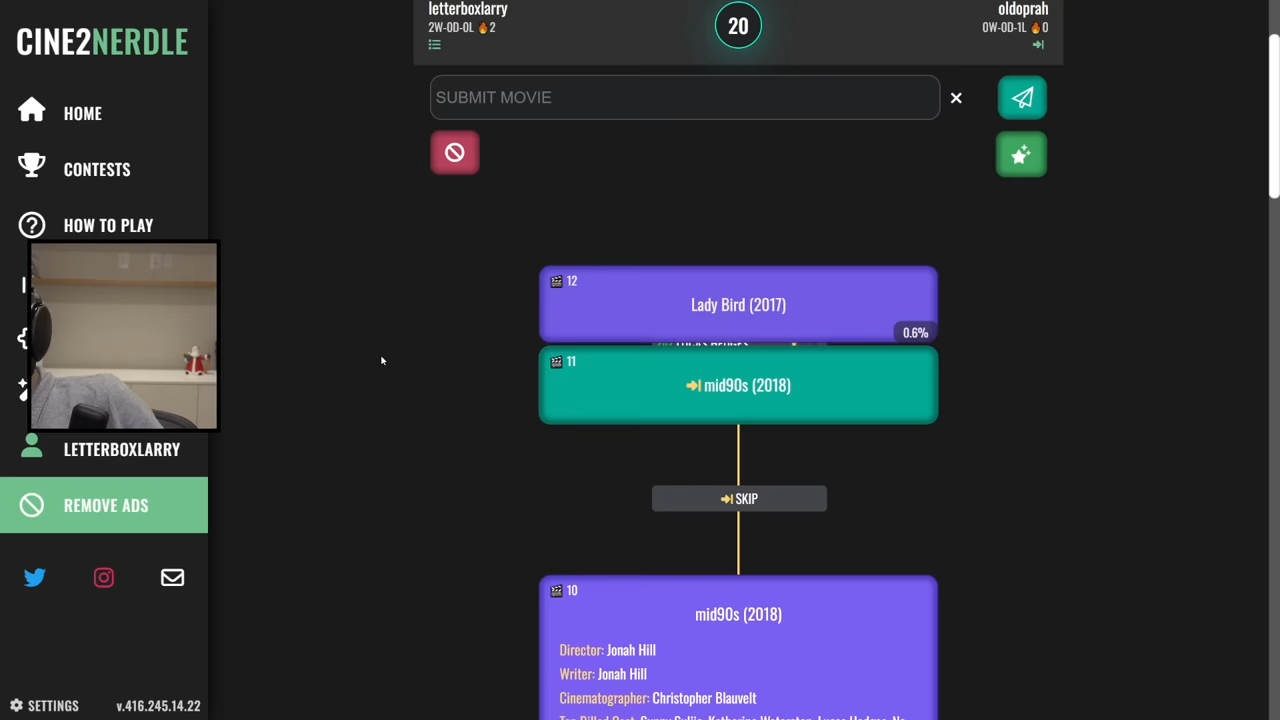 CINE2NERDLE
HOME
CONTESTS
HOW TO PLAY
LETTERBOXLARRY
REMOVE ADS
SETTINGS
v.416.245.14.22
letterboxlarry
2W-0D-0L 🔥2
20
oldoprah
0W-0D-1L 🔥0
SUBMIT MOVIE
12
Lady Bird (2017)
0.6%
LUCAS HEDGES
11
mid90s (2018)
SKIP
10
mid90s (2018)
Director: Jonah Hill
Writer: Jonah Hill
Cinematographer: Christopher Blauvelt